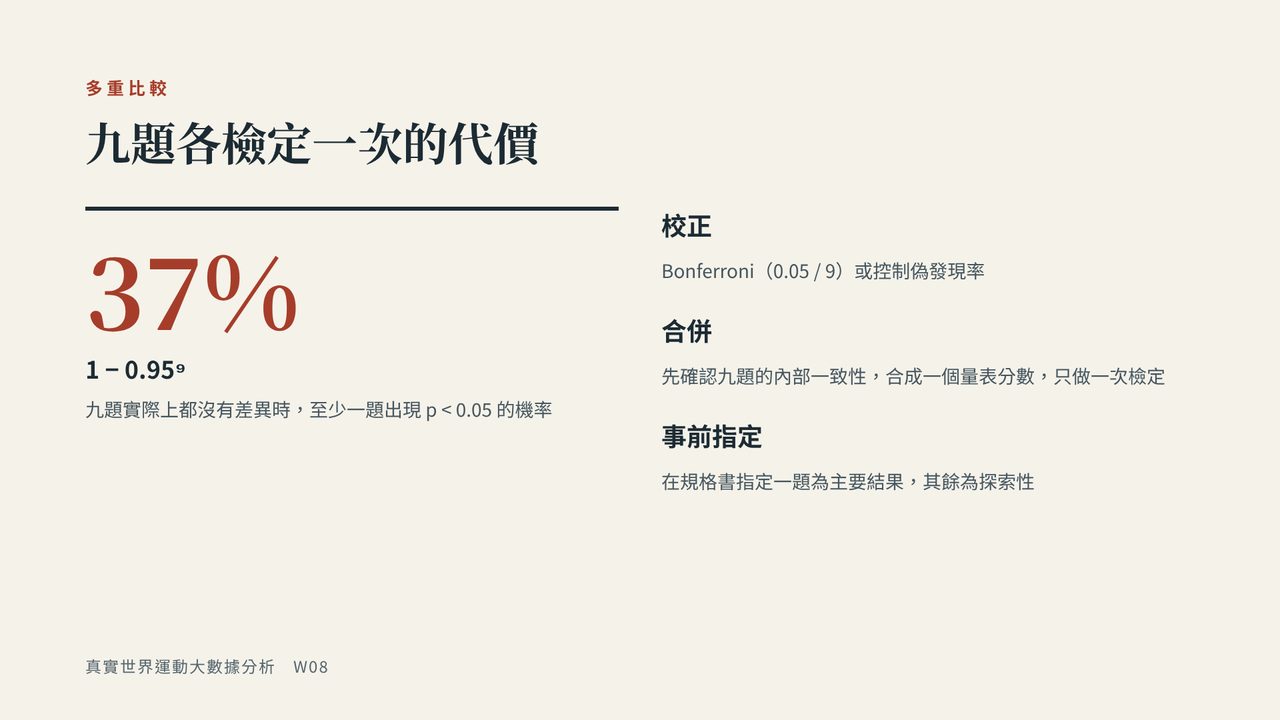 多重比較
九題各檢定一次的代價
37%
1 − 0.95⁹
九題實際上都沒有差異時，至少一題出現 p < 0.05 的機率
校正
Bonferroni（0.05 / 9）或控制偽發現率
合併
先確認九題的內部一致性，合成一個量表分數，只做一次檢定
事前指定
在規格書指定一題為主要結果，其餘為探索性
真實世界運動大數據分析 W08